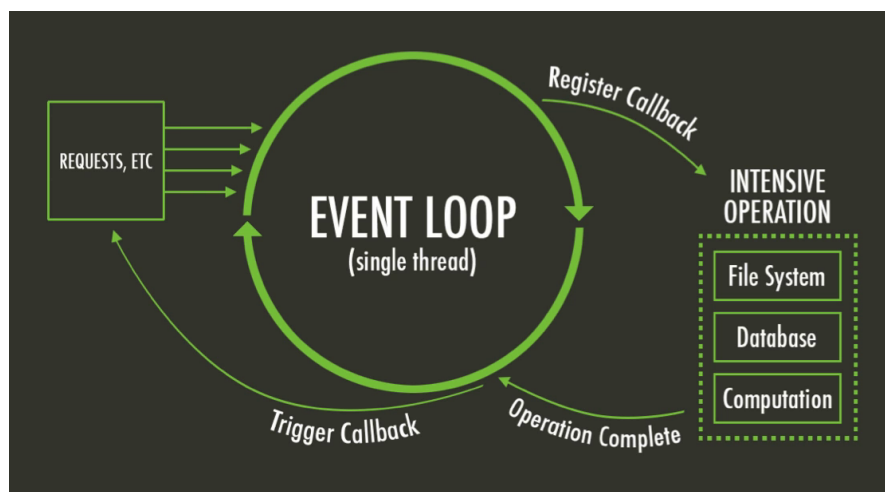 REQUESTS, ETC
EVENT LOOP
(single thread)
Register Callback
INTENSIVE
OPERATION
File System
Database
Computation
Operation Complete
Trigger Callback